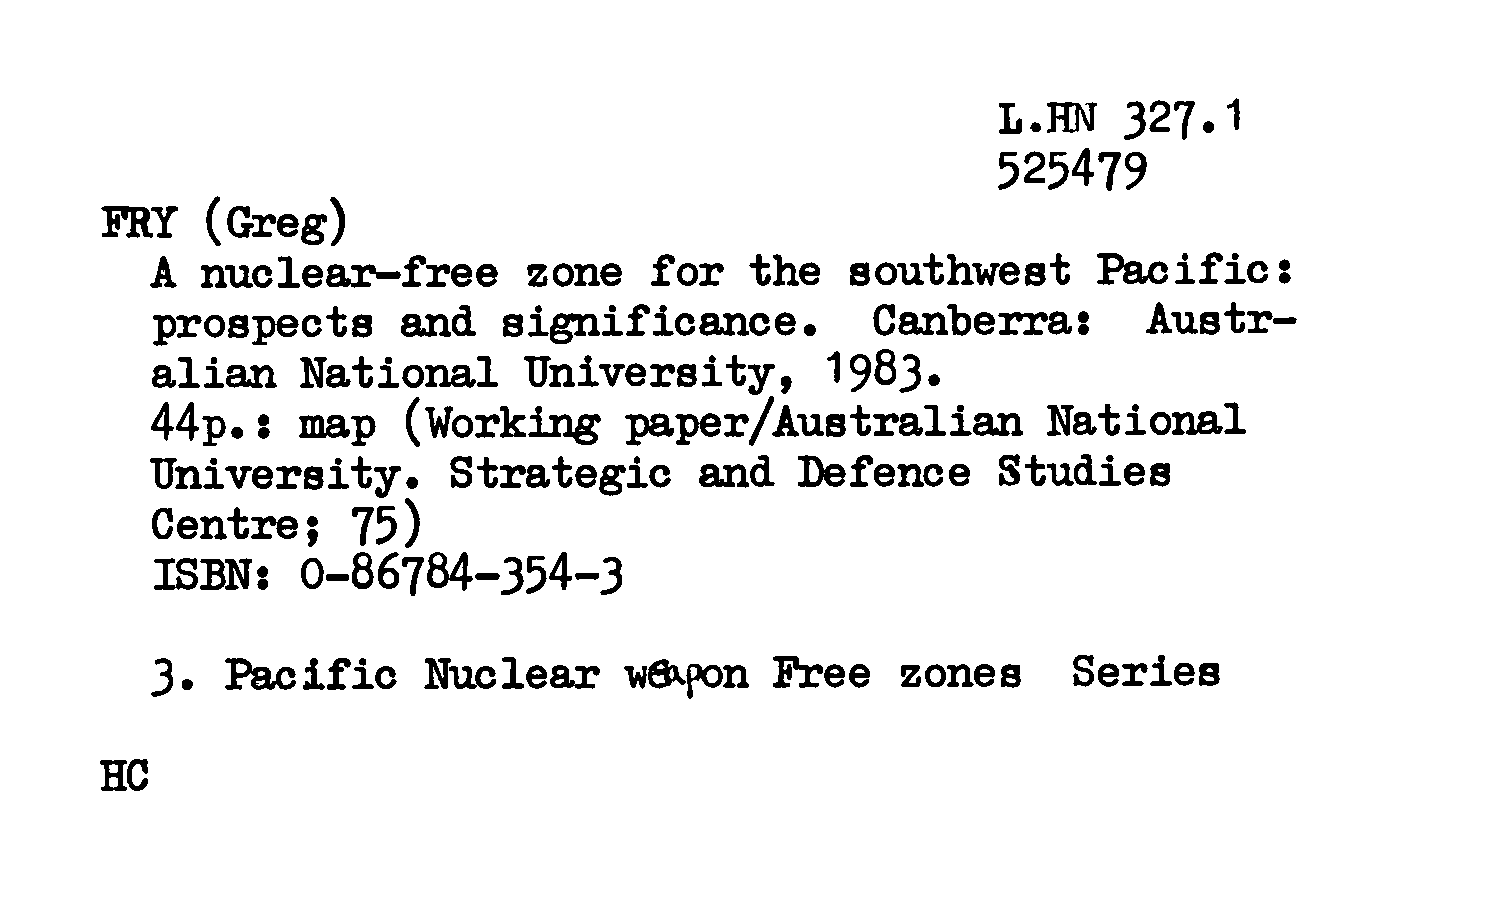 L.HN 327.1
525479
FRY (Greg)
A nuclear-free zone for the southwest Pacific:
prospects and significance. Canberra: Austr-
alian National University, 1983.
44p.: map (Working paper/Australian National
University. Strategic and Defence Studies
Centre; 75)
ISBN: 0-86784-354-3
3. Pacific Nuclear weapon Free zones Series
HC